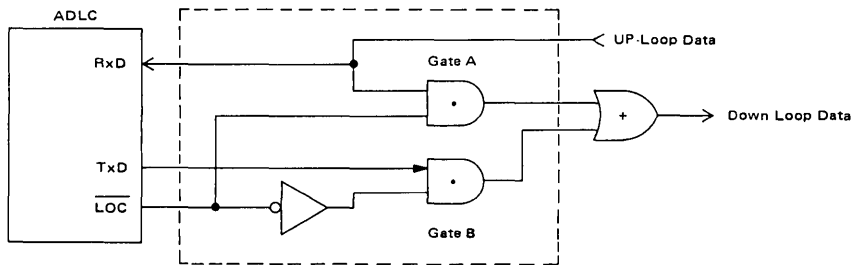 ADLC
RxD
TxD
LOC
Gate A
Gate B
UP-Loop Data
Down Loop Data
•
•
+